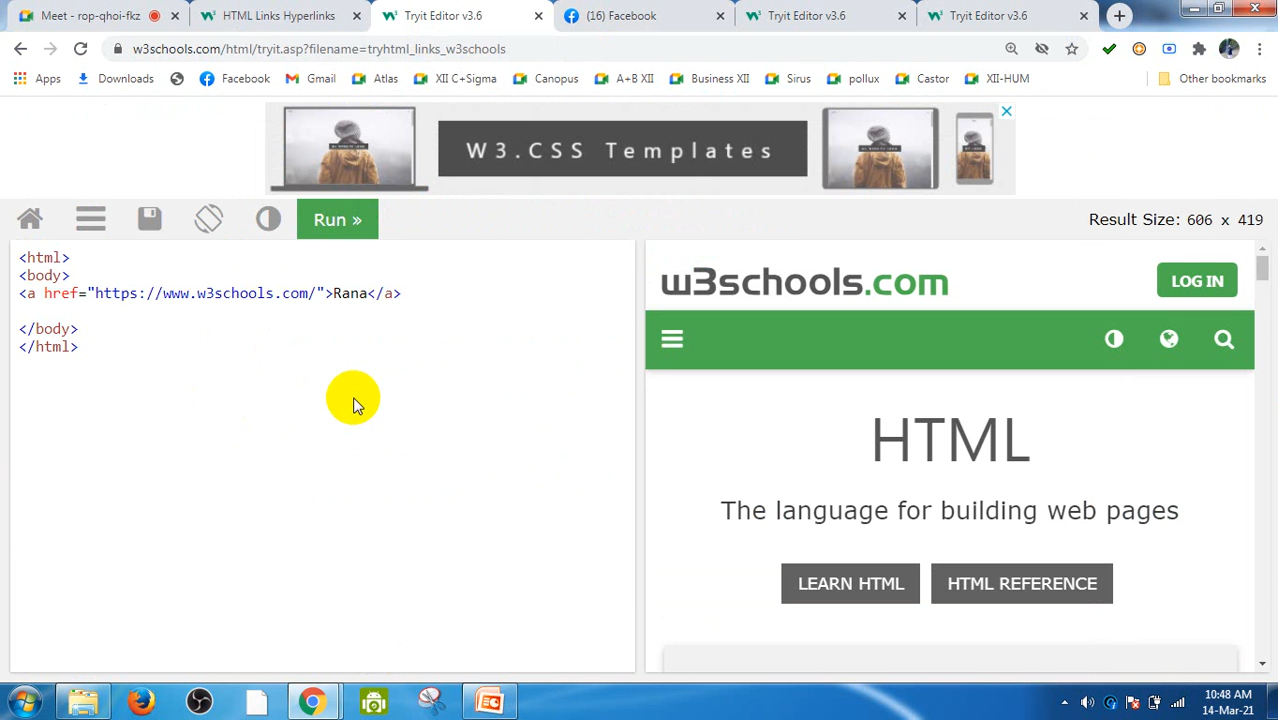 Meet - rop-qhoi-fkz
HTML Links Hyperlinks
Tryit Editor v3.6
(16) Facebook
Tryit Editor v3.6
Tryit Editor v3.6
w3schools.com/html/tryit.asp?filename=tryhtml_links_w3schools
Apps
Downloads
Facebook
Gmail
Atlas
XII C+Sigma
Canopus
A+B XII
Business XII
Sirus
pollux
Castor
XII-HUM
Other bookmarks
W3.CSS Templates
Run »
Result Size: 606 x 419
<html>
<body>
<a href="https://www.w3schools.com/">Rana</a>
</body>
</html>
w3schools.com
LOG IN
HTML
The language for building web pages
LEARN HTML
HTML REFERENCE
10:48 AM
14-Mar-21